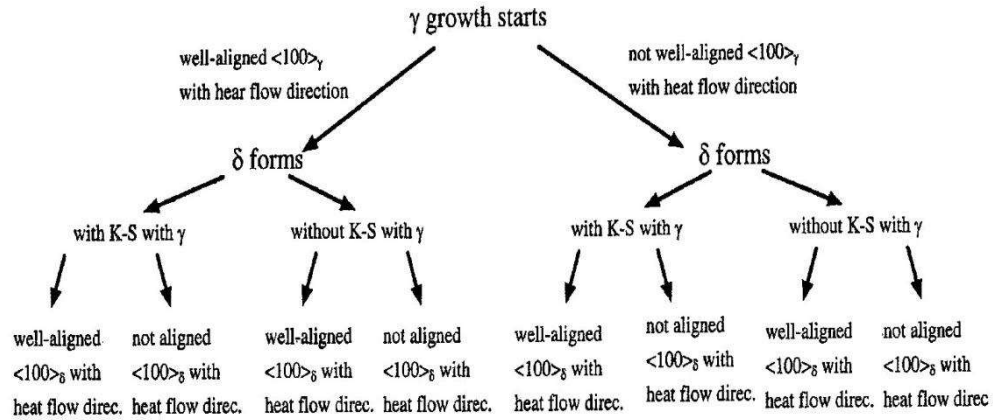 γ growth starts
well-aligned <100>γ
with hear flow direction
not well-aligned <100>γ
with heat flow direction
δ forms
δ forms
with K-S with γ
without K-S with γ
with K-S with γ
without K-S with γ
well-aligned
<100>δ with
heat flow direc.
not aligned
<100>δ with
heat flow direc.
well-aligned
<100>δ with
heat flow direc.
not aligned
<100>δ with
heat flow direc.
well-aligned
<100>δ with
heat flow direc.
not aligned
<100>δ with
heat flow direc.
well-aligned
<100>δ with
heat flow direc.
not aligned
<100>δ with
heat flow direc